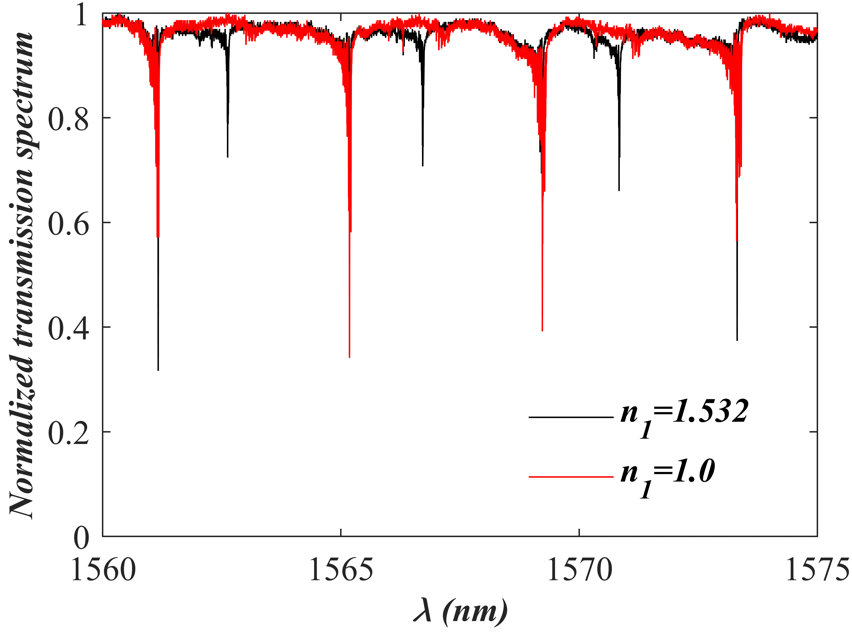 Normalized transmission spectrum
1
0.8
0.6
0.4
0.2
0
1560
1565
1570
1575
λ (nm)
n1=1.532
n1=1.0